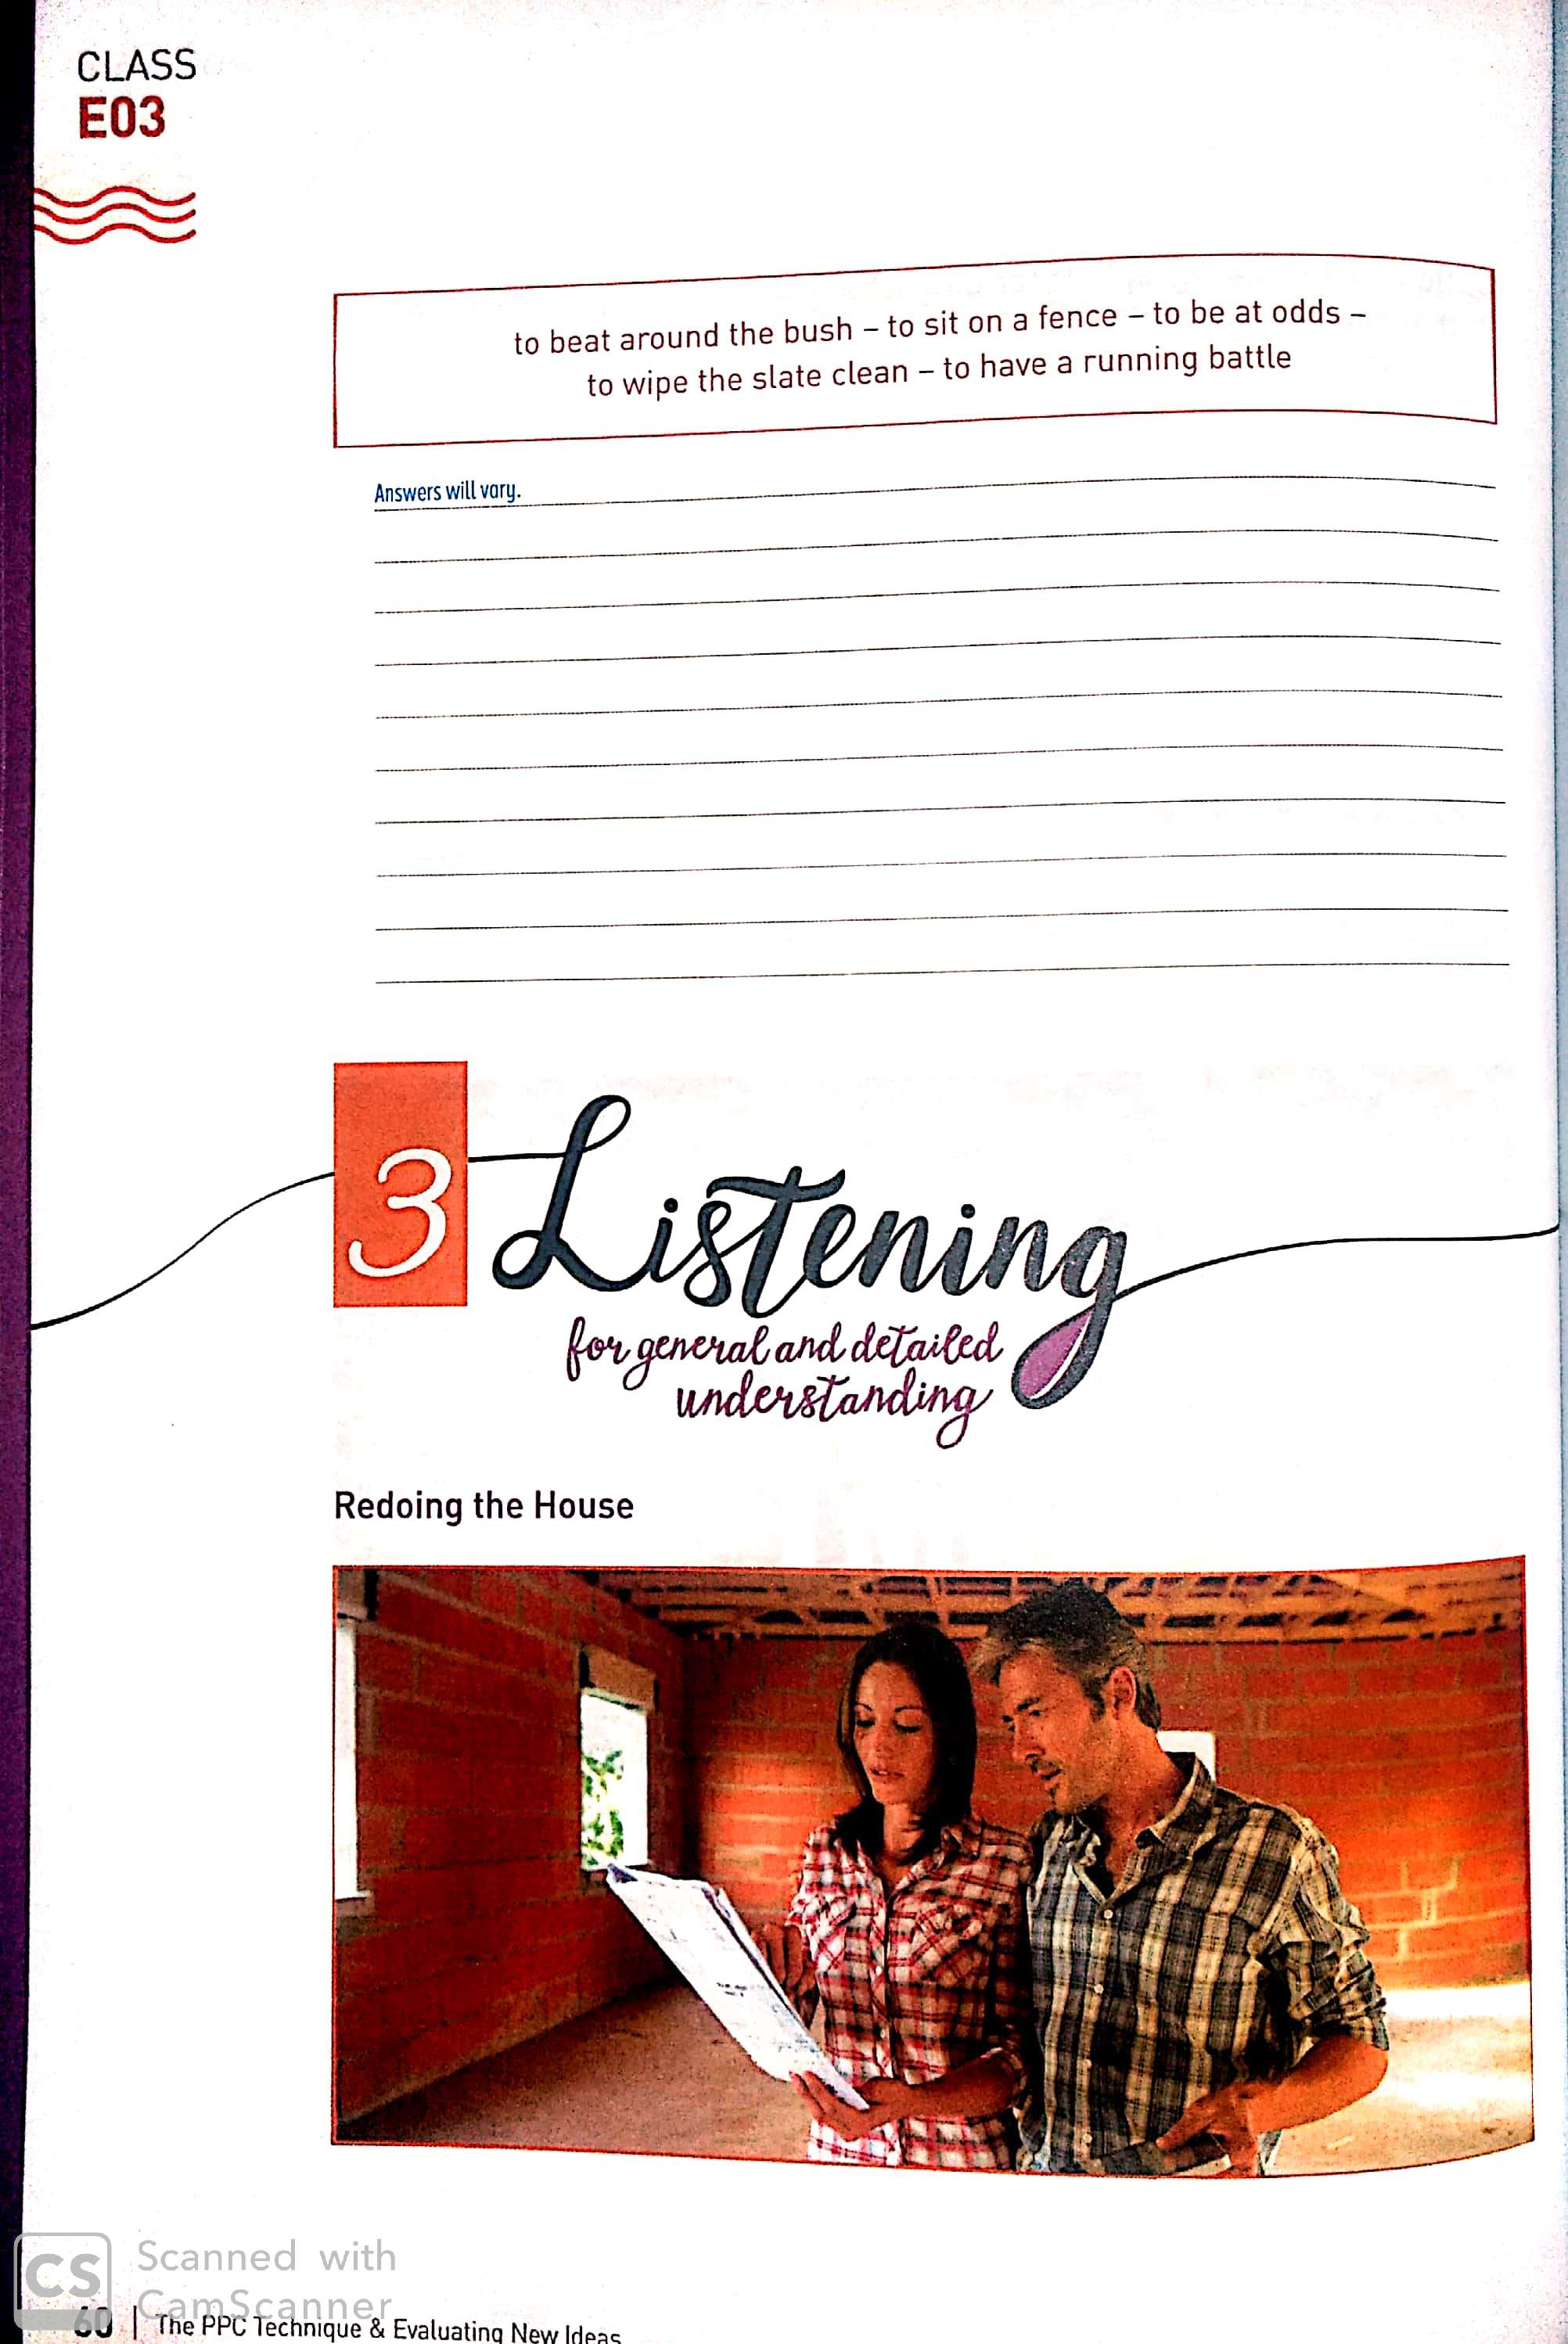 CLASS
E03
to beat around the bush – to sit on a fence – to be at odds –
to wipe the slate clean – to have a running battle
Answers will vary.
3 Listening
for general and detailed
understanding
Redoing the House
CS Scanned with
CamScanner
60 | The PPC Technique & Evaluating New Ideas